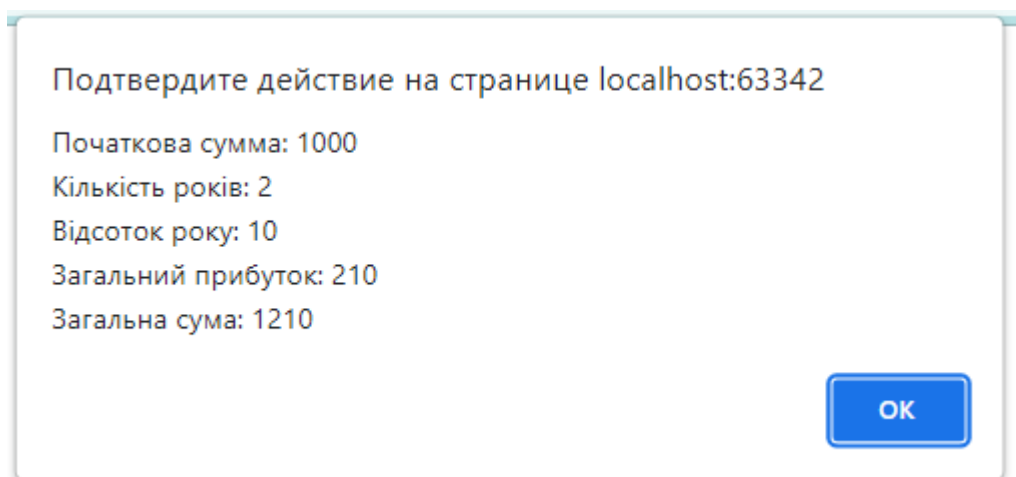 Подтвердите действие на странице localhost:63342
Початкова сумма: 1000
Кількість років: 2
Відсоток року: 10
Загальний прибуток: 210
Загальна сума: 1210
ОК